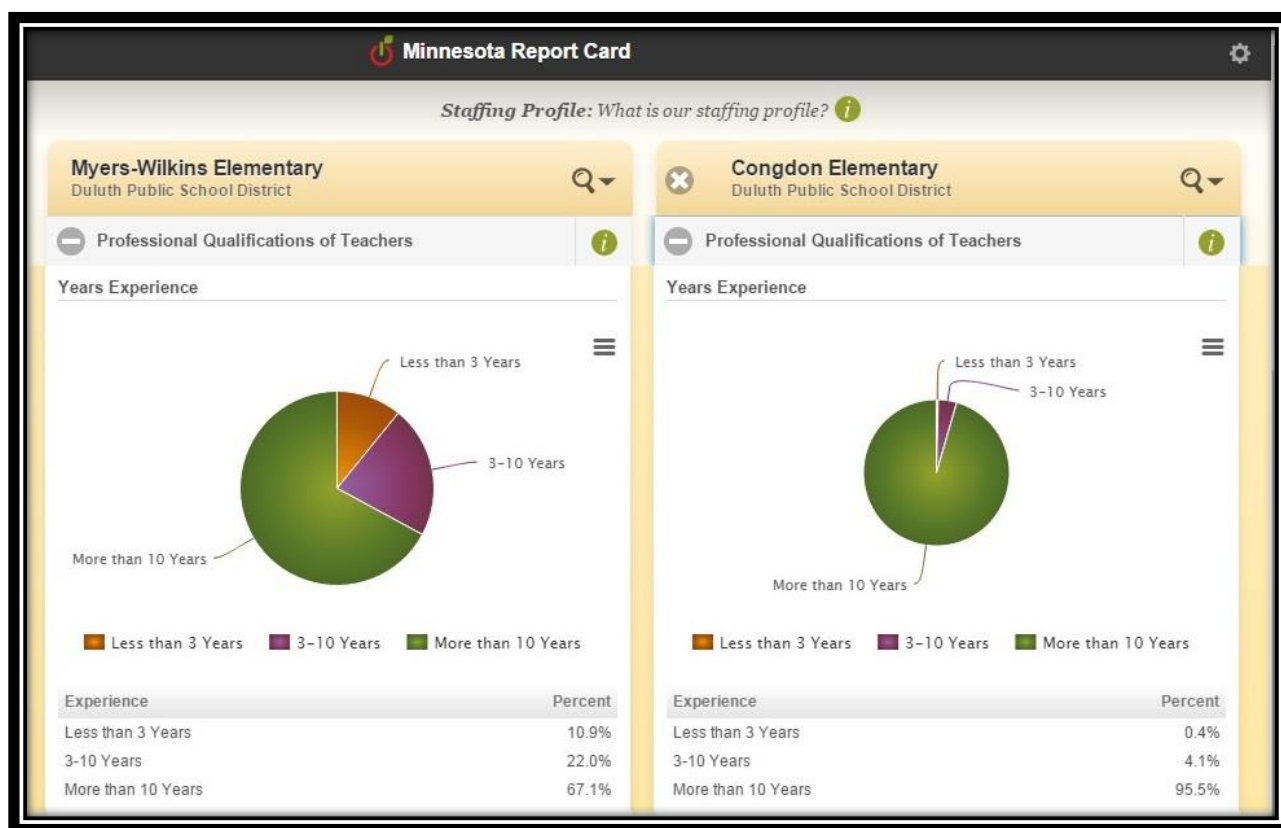 Minnesota Report Card
Staffing Profile: What is our staffing profile? i
Myers-Wilkins Elementary
Duluth Public School District
Professional Qualifications of Teachers i
Years Experience
Less than 3 Years
3-10 Years
More than 10 Years
Less than 3 Years 3-10 Years More than 10 Years
Experience Percent
Less than 3 Years 10.9%
3-10 Years 22.0%
More than 10 Years 67.1%
Congdon Elementary
Duluth Public School District
Professional Qualifications of Teachers i
Years Experience
Less than 3 Years
3-10 Years
More than 10 Years
Less than 3 Years 3-10 Years More than 10 Years
Experience Percent
Less than 3 Years 0.4%
3-10 Years 4.1%
More than 10 Years 95.5%